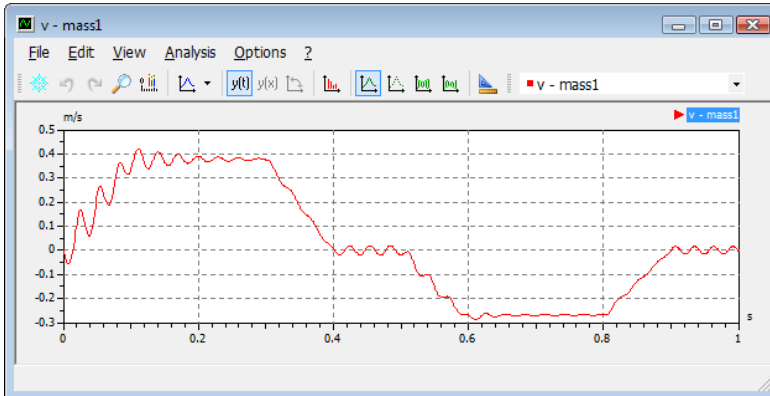 v - mass1
File Edit View Analysis Options ?
y(t) y(x) v - mass1
m/s v - mass1
0.5
0.4
0.3
0.2
0.1
0
-0.1
-0.2
-0.3
s
0 0.2 0.4 0.6 0.8 1